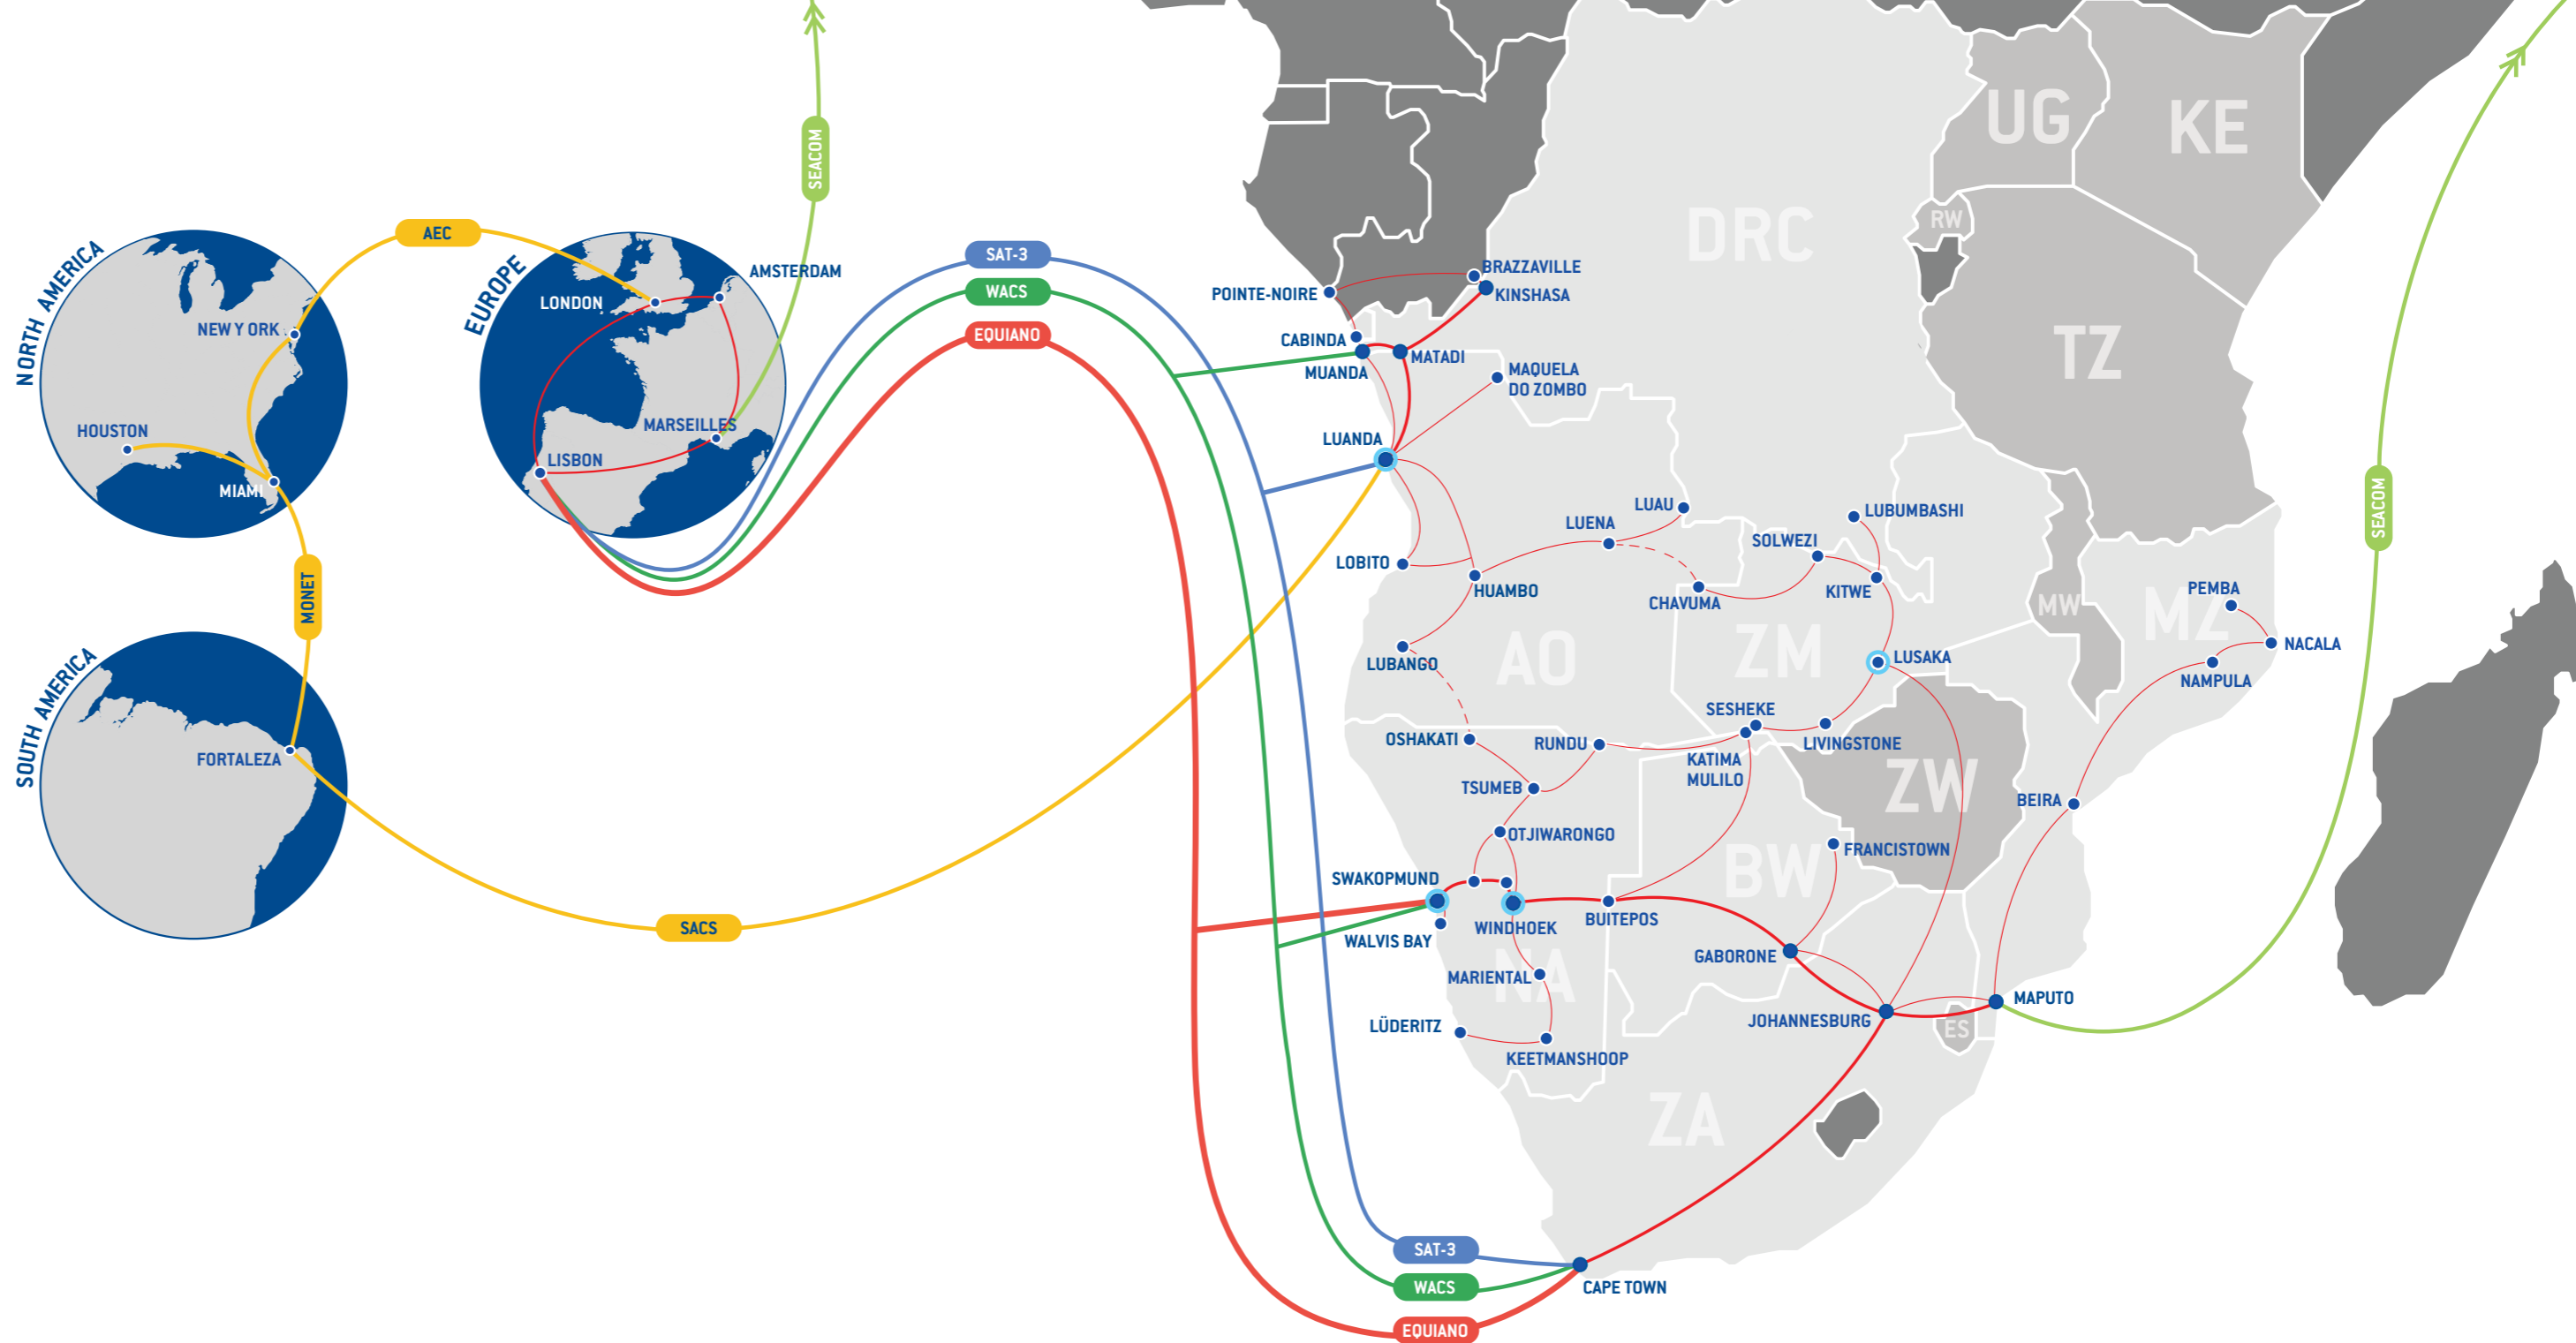 NORTH AMERICA
NEW Y ORK
HOUSTON
MIAMI
AEC
MONET
SOUTH AMERICA
FORTALEZA
SACS
EUROPE
LONDON
AMSTERDAM
MARSEILLES
LISBON
SEACOM
SAT-3
WACS
EQUIANO
DRC
UG
KE
RW
TZ
BRAZZAVILLE
POINTE-NOIRE
KINSHASA
CABINDA
MATADI
MUANDA
MAQUELA
DO ZOMBO
LUANDA
LUAU
LUENA
LUBUMBASHI
SOLWEZI
LOBITO
HUAMBO
CHAVUMA
KITWE
MW
MZ
PEMBA
NACALA
NAMPULA
AO
ZM
LUSAKA
LUBANGO
SESHEKE
OSHAKATI
RUNDU
KATIMA
MULILO
LIVINGSTONE
ZW
TSUMEB
BEIRA
OTJIWARONGO
BW
FRANCISTOWN
SWAKOPMUND
WALVIS BAY
WINDHOEK
BUITEPOS
GABORONE
NA
MARIENTAL
LÜDERITZ
KEETMANSHOOP
JOHANNESBURG
MAPUTO
ES
ZA
SEACOM
SAT-3
WACS
EQUIANO
CAPE TOWN